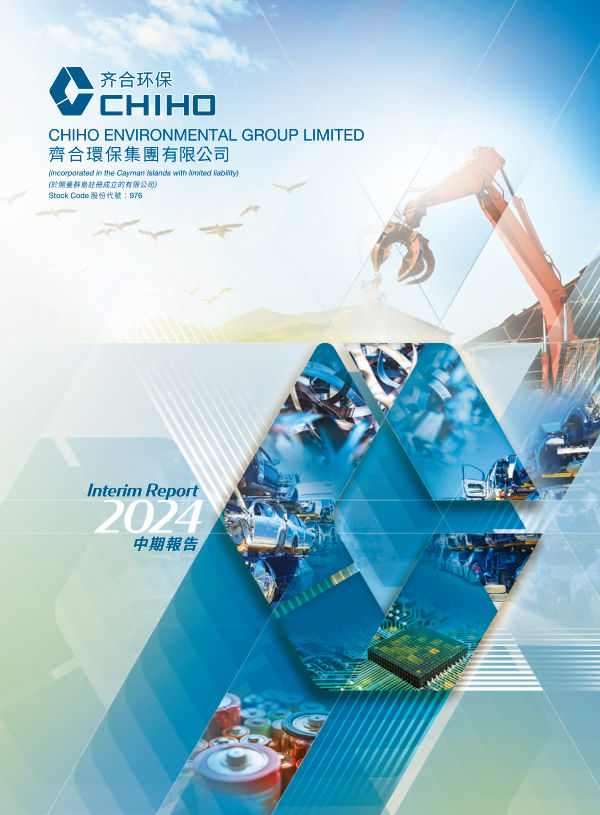 齐合环保
CHIHO
CHIHO ENVIRONMENTAL GROUP LIMITED
齊合環保集團有限公司
(incorporated in the Cayman Islands with limited liability)
(於開曼群島註冊成立的有限公司)
Stock Code 股份代號：976
Interim Report
2024
中期報告